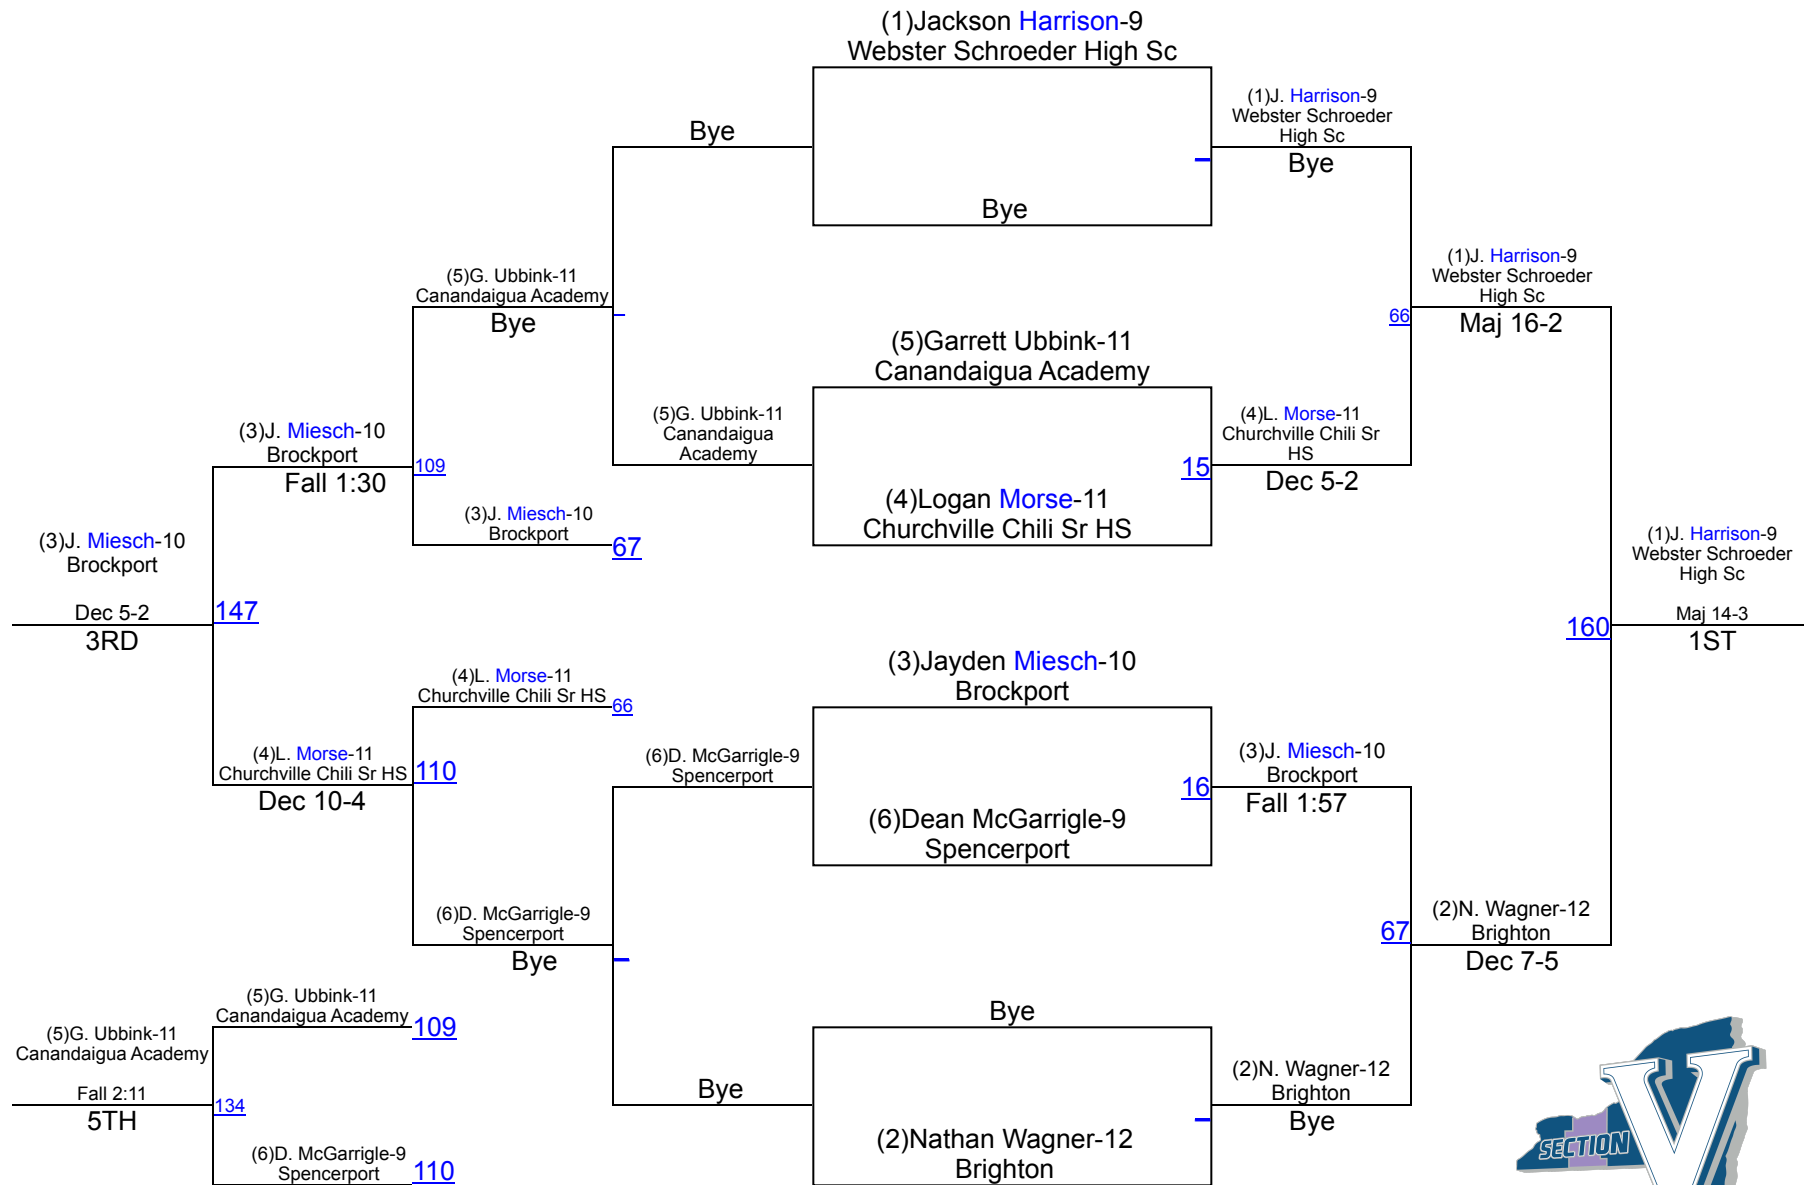 (1)Jackson Harrison-9
Webster Schroeder High Sc
(1)J. Harrison-9
Webster Schroeder
High Sc
Bye
Bye
Bye
(1)J. Harrison-9
Webster Schroeder
High Sc
Maj 16-2
66
(5)G. Ubbink-11
Canandaigua Academy
Bye
(5)Garrett Ubbink-11
Canandaigua Academy
(5)G. Ubbink-11
Canandaigua
Academy
(4)L. Morse-11
Churchville Chili Sr
HS
Dec 5-2
15
(4)Logan Morse-11
Churchville Chili Sr HS
(3)J. Miesch-10
Brockport
Fall 1:30
109
(3)J. Miesch-10
Brockport
67
(3)J. Miesch-10
Brockport
Dec 5-2
3RD
147
(1)J. Harrison-9
Webster Schroeder
High Sc
Maj 14-3
1ST
160
(4)L. Morse-11
Churchville Chili Sr HS
66
(3)Jayden Miesch-10
Brockport
(4)L. Morse-11
Churchville Chili Sr HS
Dec 10-4
110
(6)D. McGarrigle-9
Spencerport
(3)J. Miesch-10
Brockport
Fall 1:57
16
(6)Dean McGarrigle-9
Spencerport
(6)D. McGarrigle-9
Spencerport
Bye
67
(2)N. Wagner-12
Brighton
Dec 7-5
(5)G. Ubbink-11
Canandaigua Academy
109
Bye
(5)G. Ubbink-11
Canandaigua Academy
Fall 2:11
5TH
134
Bye
(2)N. Wagner-12
Brighton
Bye
(6)D. McGarrigle-9
Spencerport
110
(2)Nathan Wagner-12
Brighton
SECTION V